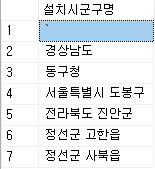 설치시군구명
1 `
2 경상남도
3 동구청
4 서울특별시 도봉구
5 전라북도 진안군
6 정선군 고한읍
7 정선군 사북읍